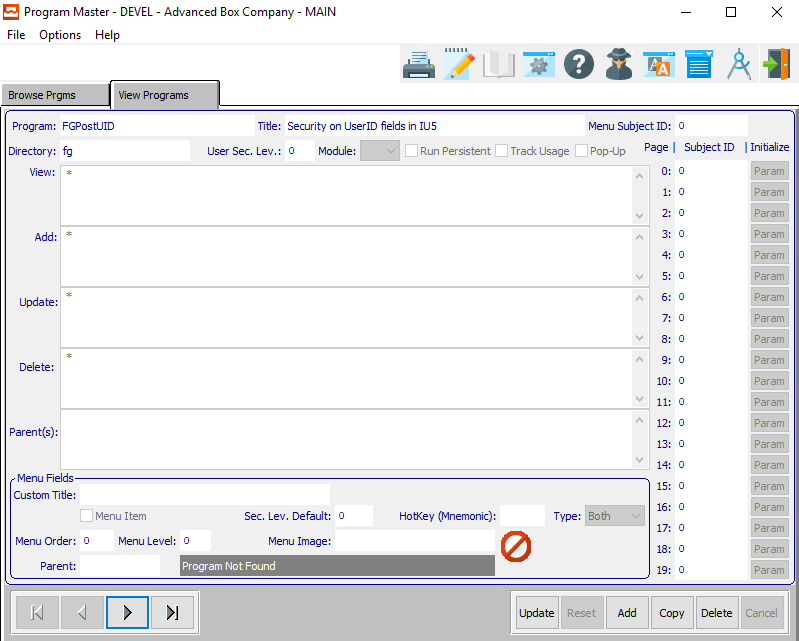 Program Master - DEVEL - Advanced Box Company - MAIN
File Options Help
Browse Prgms View Programs
Program: FGPostUID Title: Security on UserID fields in IU5 Menu Subject ID: 0
Directory: fg User Sec. Lev.: 0 Module: Run Persistent Track Usage Pop-Up Page | Subject ID | Initialize
View: * 0: 0 Param
1: 0 Param
2: 0 Param
Add: * 3: 0 Param
4: 0 Param
5: 0 Param
Update: * 6: 0 Param
7: 0 Param
8: 0 Param
Delete: * 9: 0 Param
10: 0 Param
11: 0 Param
Parent(s): 12: 0 Param
13: 0 Param
14: 0 Param
Menu Fields
Custom Title: 15: 0 Param
Menu Item Sec. Lev. Default: 0 HotKey (Mnemonic): Type: Both 16: 0 Param
17: 0 Param
Menu Order: 0 Menu Level: 0 Menu Image: 18: 0 Param
Parent: Program Not Found 19: 0 Param
Update Reset Add Copy Delete Cancel